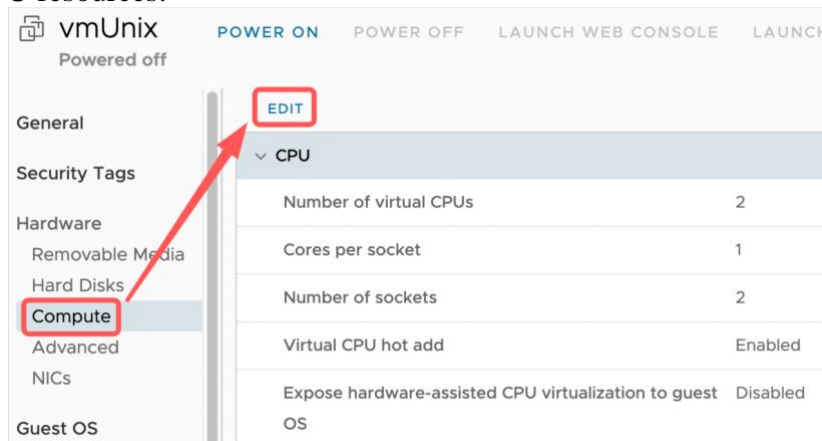 vmUnix
Powered off
POWER ON POWER OFF LAUNCH WEB CONSOLE
General
Security Tags
Hardware
Removable Media
Hard Disks
Compute
Advanced
NICs
Guest OS
EDIT
CPU
Number of virtual CPUs 2
Cores per socket 1
Number of sockets 2
Virtual CPU hot add Enabled
Expose hardware-assisted CPU virtualization to guest Disabled
OS